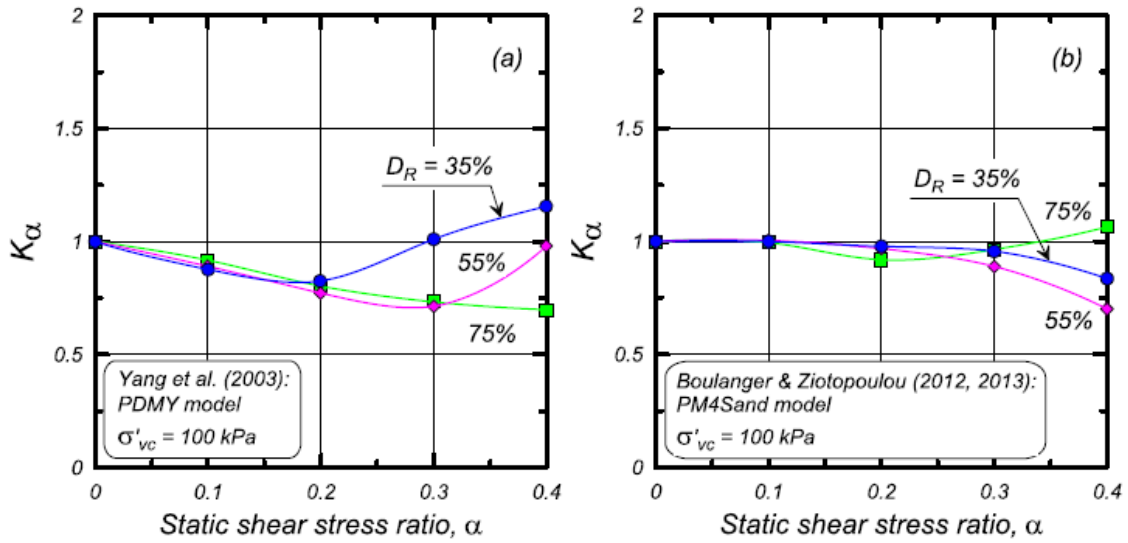 2
1.5
1
0.5
0
Kα
(a)
D_R = 35%
55%
75%
Yang et al. (2003):
PDMY model
σ'vc = 100 kPa
0 0.1 0.2 0.3 0.4
Static shear stress ratio, α
2
1.5
1
0.5
0
Kα
(b)
D_R = 35%
75%
55%
Boulanger & Ziotopoulou (2012, 2013):
PM4Sand model
σ'vc = 100 kPa
0 0.1 0.2 0.3 0.4
Static shear stress ratio, α